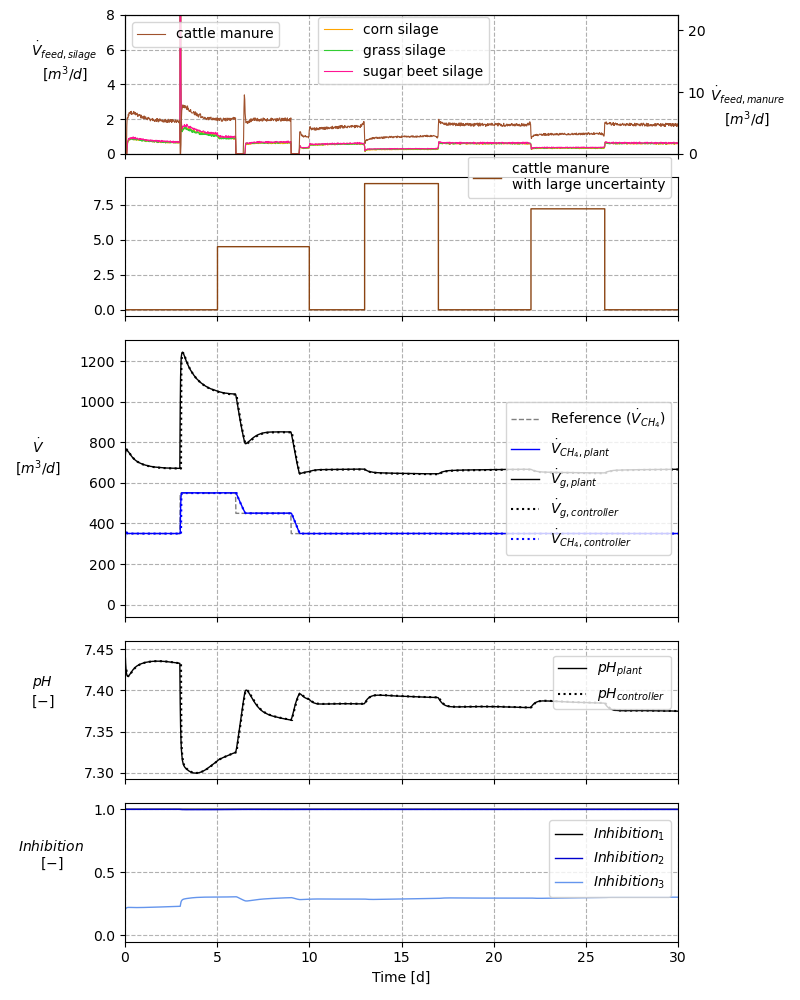 8
6
4
2
0
V̇feed,silage
[m³/d]
cattle manure
corn silage
grass silage
sugar beet silage
20
10
0
V̇feed,manure
[m³/d]
cattle manure
with large uncertainty
7.5
5.0
2.5
0.0
1200
1000
800
600
400
200
0
V̇
[m³/d]
Reference (V̇CH₄)
V̇CH₄,plant
V̇g,plant
V̇g,controller
V̇CH₄,controller
7.45
7.40
7.35
7.30
pH
[−]
pHplant
pHcontroller
1.0
0.5
0.0
Inhibition
[−]
Inhibition₁
Inhibition₂
Inhibition₃
0 5 10 15 20 25 30
Time [d]